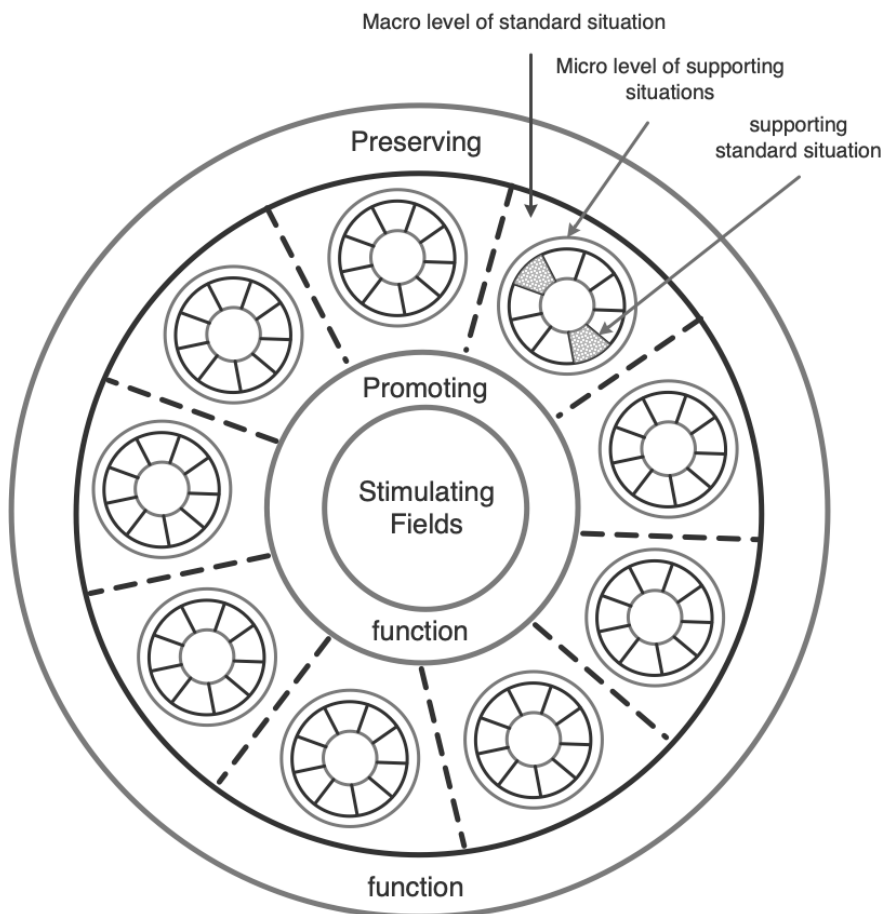 Macro level of standard situation
Micro level of supporting
situations
supporting
standard situation
Preserving
Promoting
Stimulating
Fields
function
function